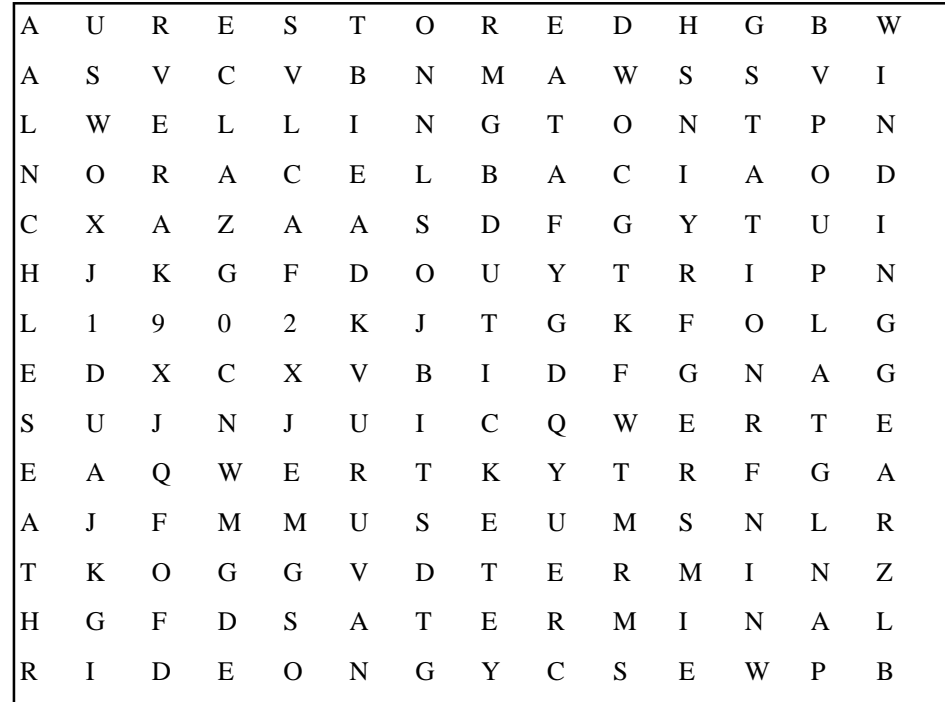 A U R E S T O R E D H G B W
A S V C V B N M A W S S V I
L W E L L I N G T O N T P N
N O R A C E L B A C I A O D
C X A Z A A S D F G Y T U I
H J K G F D O U Y T R I P N
L 1 9 0 2 K J T G K F O L G
E D X C X V B I D F G N A G
S U J N J U I C Q W E R T E
E A Q W E R T K Y T R F G A
A J F M M U S E U M S N L R
T K O G G V D T E R M I N Z
H G F D S A T E R M I N A L
R I D E O N G Y C S E W P B